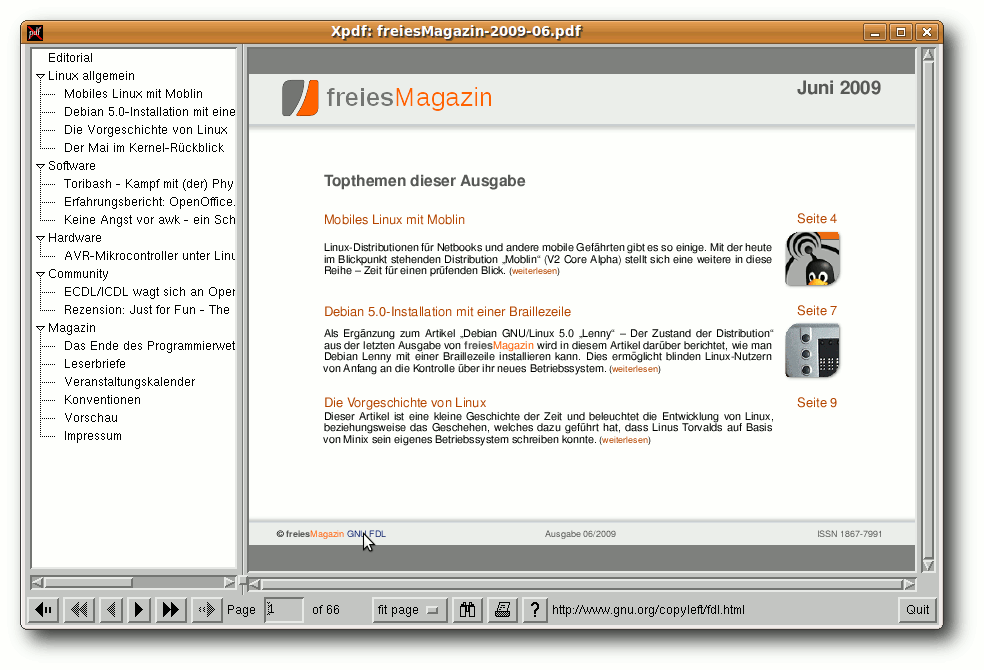 pdf
Xpdf: freiesMagazin-2009-06.pdf
Editorial
Linux allgemein
Mobiles Linux mit Moblin
Debian 5.0-Installation mit eine
Die Vorgeschichte von Linux
Der Mai im Kernel-Rückblick
Software
Toribash - Kampf mit (der) Phy
Erfahrungsbericht: OpenOffice.
Keine Angst vor awk - ein Sch
Hardware
AVR-Mikrocontroller unter Linu
Community
ECDL/ICDL wagt sich an Open
Rezension: Just for Fun - The
Magazin
Das Ende des Programmierwet
Leserbriefe
Veranstaltungskalender
Konventionen
Vorschau
Impressum
freiesMagazin
Juni 2009
Topthemen dieser Ausgabe
Mobiles Linux mit Moblin Seite 4
Linux-Distributionen für Netbooks und andere mobile Gefährten gibt es so einige. Mit der heute
im Blickpunkt stehenden Distribution „Moblin“ (V2 Core Alpha) stellt sich eine weitere in diese
Reihe – Zeit für einen prüfenden Blick. (weiterlesen)
Debian 5.0-Installation mit einer Braillezeile Seite 7
Als Ergänzung zum Artikel „Debian GNU/Linux 5.0 „Lenny“ – Der Zustand der Distribution“
aus der letzten Ausgabe von freiesMagazin wird in diesem Artikel darüber berichtet, wie man
Debian Lenny mit einer Braillezeile installieren kann. Dies ermöglicht blinden Linux-Nutzern
von Anfang an die Kontrolle über ihr neues Betriebssystem. (weiterlesen)
Die Vorgeschichte von Linux Seite 9
Dieser Artikel ist eine kleine Geschichte der Zeit und beleuchtet die Entwicklung von Linux,
beziehungsweise das Geschehen, welches dazu geführt hat, dass Linus Torvalds auf Basis
von Minix sein eigenes Betriebssystem schreiben konnte. (weiterlesen)
© freiesMagazin GNU FDL Ausgabe 06/2009 ISSN 1867-7991
Page 1 of 66 fit page ? http://www.gnu.org/copyleft/fdl.html Quit